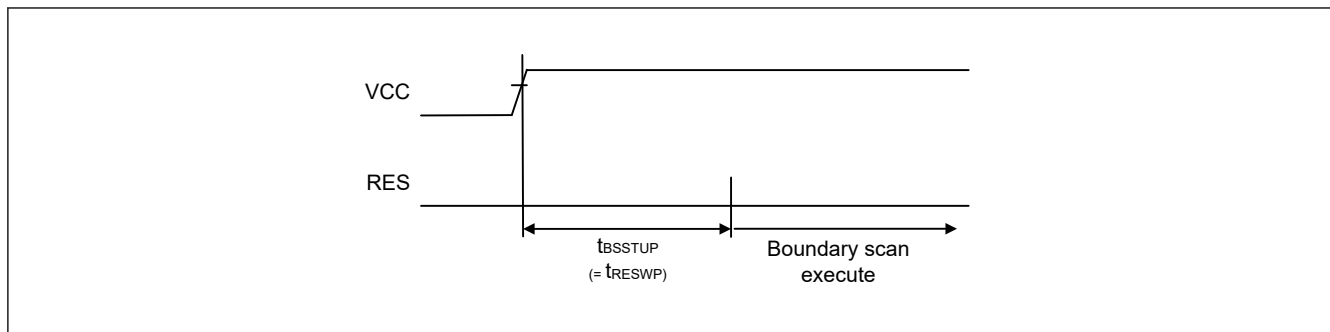 VCC
RES
tBSSTUP
(= tRESWP)
Boundary scan
execute